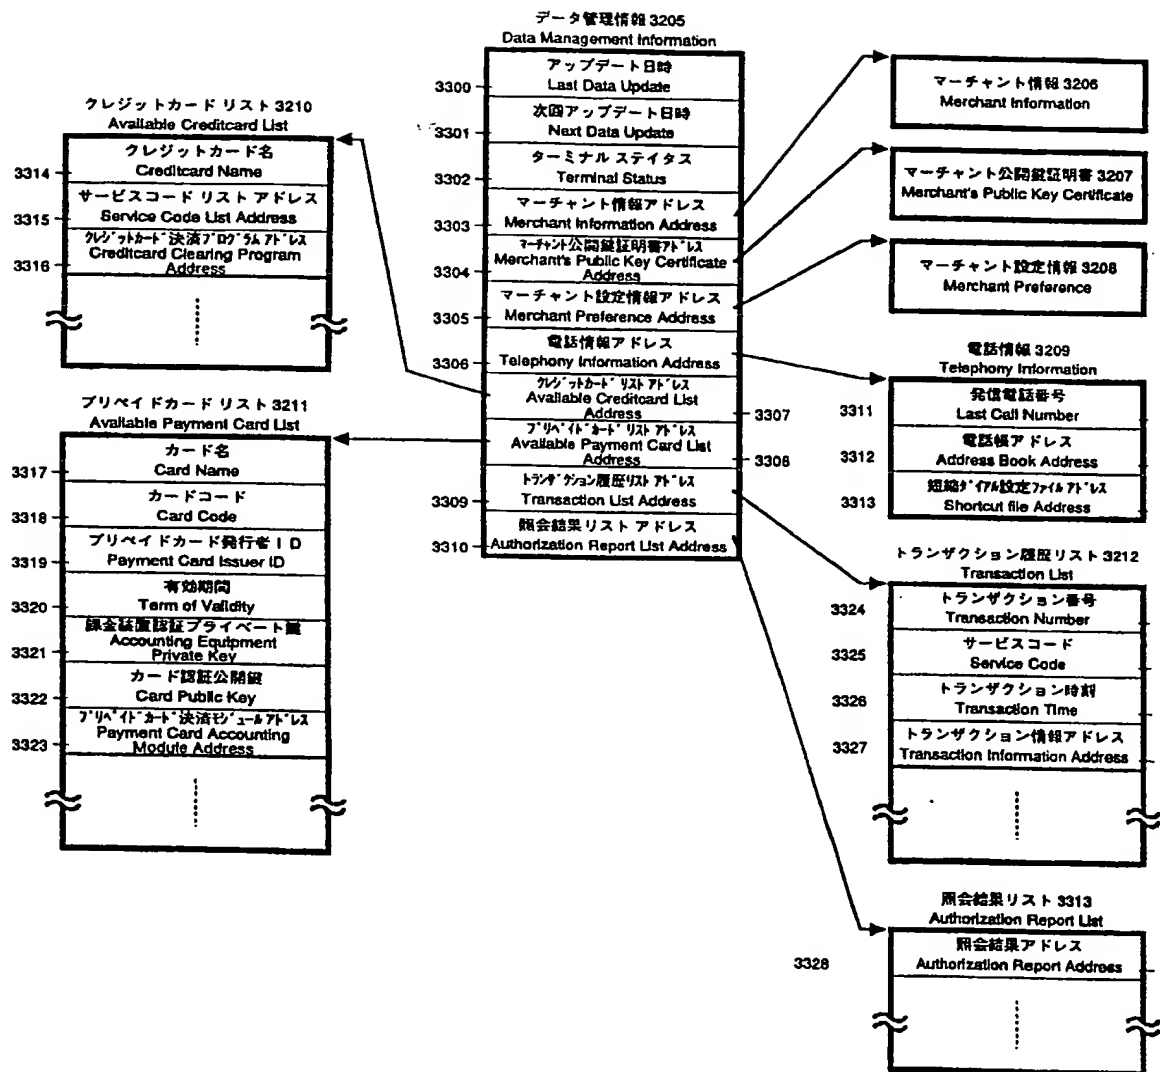 データ管理情報 3205
Data Management Information
3300
アップデート日時
Last Data Update
3301
次回アップデート日時
Next Data Update
3302
ターミナル ステイタス
Terminal Status
3303
マーチャント情報アドレス
Merchant Information Address
3304
マーチャント公開鍵証明書アドレス
Merchant's Public Key Certificate
Address
3305
マーチャント設定情報アドレス
Merchant Preference Address
3306
電話情報アドレス
Telephony Information Address
クレジットカード リスト アドレス
Available Creditcard List
Address
3307
プリペイドカード リスト アドレス
Available Payment Card List
Address
3308
3309
トランザクション履歴リスト アドレス
Transaction List Address
3310
照会結果リスト アドレス
Authorization Report List Address
クレジットカード リスト 3210
Available Creditcard List
3314
クレジットカード名
Creditcard Name
3315
サービスコード リスト アドレス
Service Code List Address
3316
クレジットカード決済プログラム アドレス
Creditcard Clearing Program
Address
プリペイドカード リスト 3211
Available Payment Card List
3317
カード名
Card Name
3318
カードコード
Card Code
3319
プリペイドカード発行者ID
Payment Card Issuer ID
3320
有効期間
Term of Validity
3321
課金装置認証プライベート鍵
Accounting Equipment
Private Key
3322
カード認証公開鍵
Card Public Key
3323
プリペイドカード決済モジュールアドレス
Payment Card Accounting
Module Address
マーチャント情報 3206
Merchant Information
マーチャント公開鍵証明書 3207
Merchant's Public Key Certificate
マーチャント設定情報 3208
Merchant Preference
電話情報 3209
Telephony Information
3311
発信電話番号
Last Call Number
3312
電話帳アドレス
Address Book Address
3313
短縮ダイアル設定ファイル アドレス
Shortcut file Address
トランザクション履歴リスト 3212
Transaction List
3324
トランザクション番号
Transaction Number
3325
サービスコード
Service Code
3326
トランザクション時刻
Transaction Time
3327
トランザクション情報アドレス
Transaction Information Address
照会結果リスト 3313
Authorization Report List
3328
照会結果アドレス
Authorization Report Address